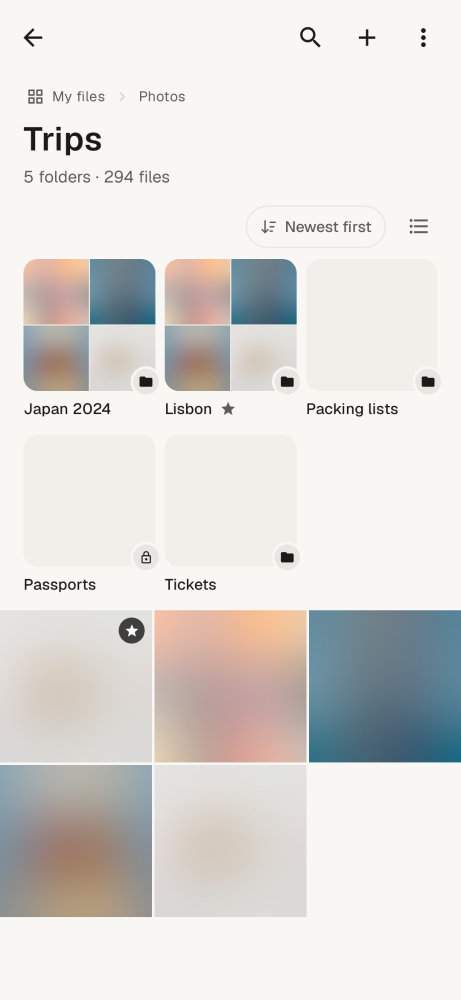 My files
Photos
Trips
5 folders · 294 files
Newest first
Japan 2024
Lisbon
Packing lists
Passports
Tickets